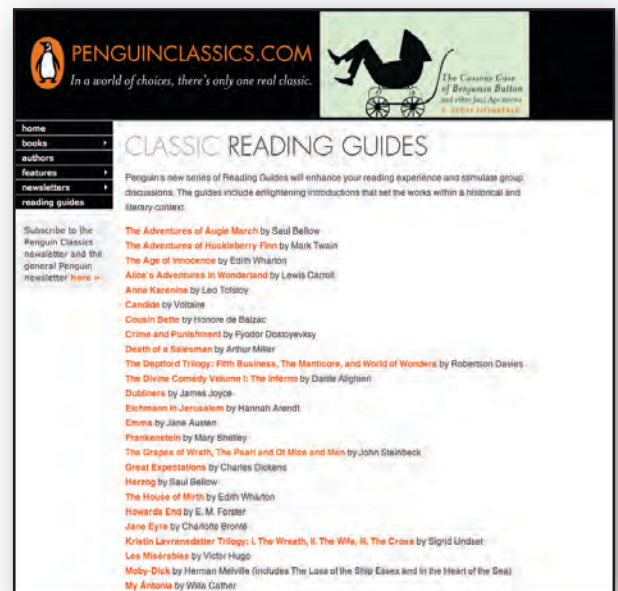 PENGUINCLASSICS.COM
In a world of choices, there's only one real classic.
The Curious Case
of Benjamin Button
and other Jazz Age stories
F. SCOTT FITZGERALD
home
books
authors
features
newsletters
reading guides
Subscribe to the
Penguin Classics
newsletter and the
general Penguin
newsletter here »
CLASSIC READING GUIDES
Penguin's new series of Reading Guides will enhance your reading experience and stimulate group
discussions. The guides include enlightening introductions that set the works within a historical and
literary context.
The Adventures of Augie March by Saul Bellow
The Adventures of Huckleberry Finn by Mark Twain
The Age of Innocence by Edith Wharton
Alice's Adventures in Wonderland by Lewis Carroll
Anna Karenina by Leo Tolstoy
Candide by Voltaire
Cousin Bette by Honore de Balzac
Crime and Punishment by Fyodor Dostoyevksy
Death of a Salesman by Arthur Miller
The Deptford Trilogy: Fifth Business, The Manticore, and World of Wonders by Robertson Davies
The Divine Comedy Volume I: The Inferno by Dante Alighieri
Dubliners by James Joyce
Eichmann in Jerusalem by Hannah Arendt
Emma by Jane Austen
Frankenstein by Mary Shelley
The Grapes of Wrath, The Pearl and Of Mice and Men by John Steinbeck
Great Expectations by Charles Dickens
Herzog by Saul Bellow
The House of Mirth by Edith Wharton
Howards End by E. M. Forster
Jane Eyre by Charlotte Brontë
Kristin Lavransdatter Trilogy: I. The Wreath, II. The Wife, III. The Cross by Sigrid Undset
Les Misérables by Victor Hugo
Moby-Dick by Herman Melville (includes The Loss of the Ship Essex and In the Heart of the Sea)
My Ántonia by Willa Cather